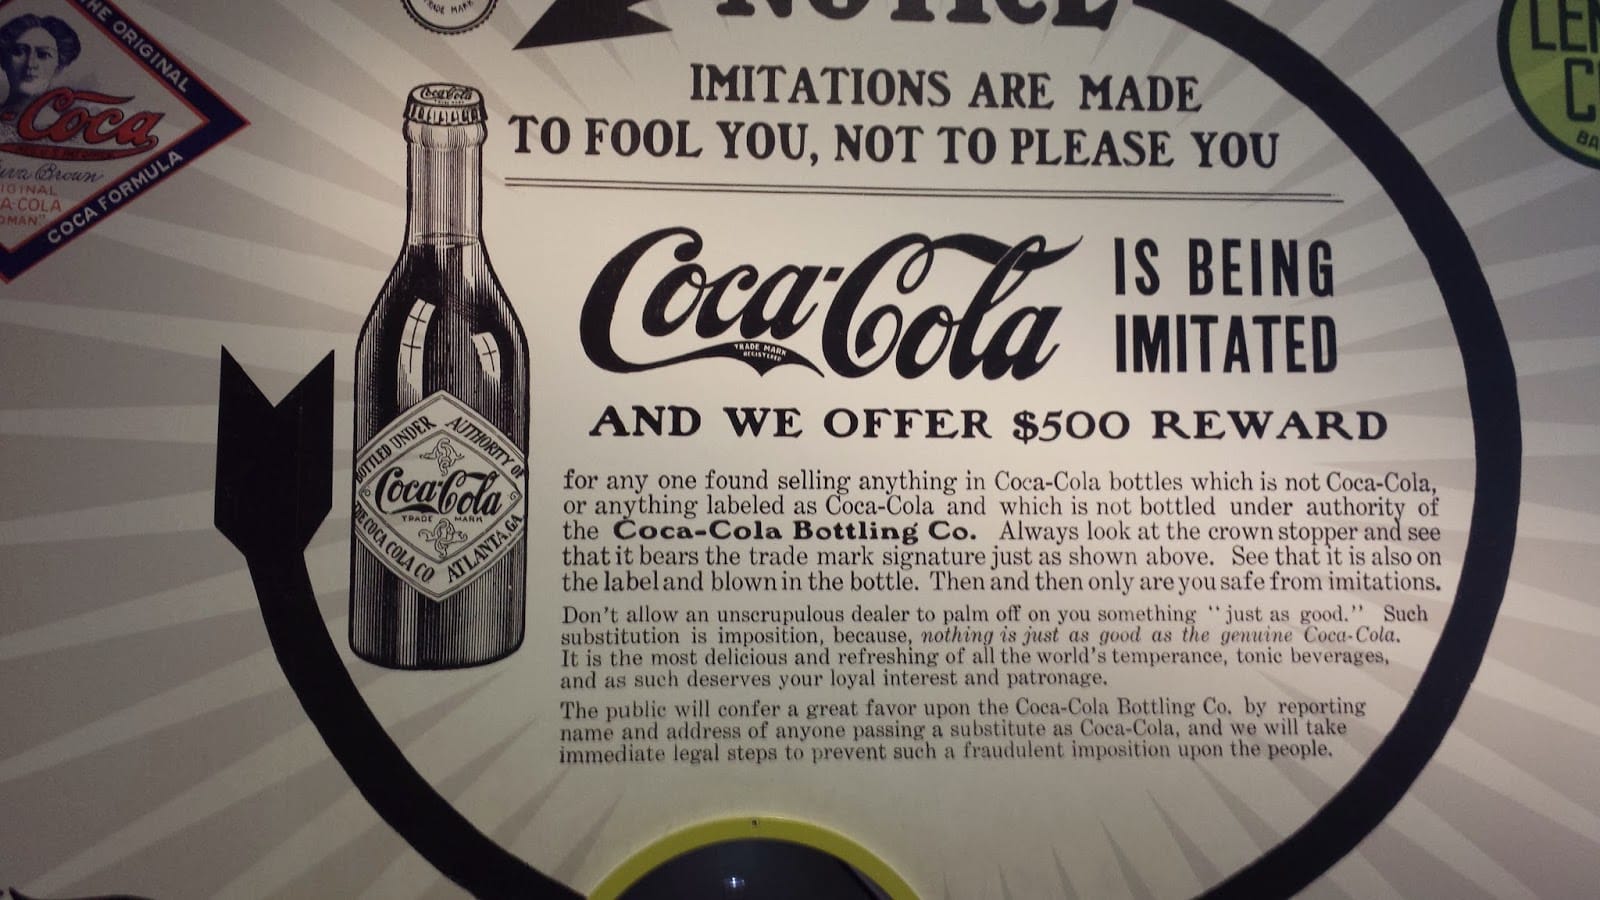 NOTICE
TRADE MARK
IMITATIONS ARE MADE
TO FOOL YOU, NOT TO PLEASE YOU
Coca-Cola
TRADE MARK
REGISTERED
IS BEING
IMITATED
AND WE OFFER $500 REWARD
for any one found selling anything in Coca-Cola bottles which is not Coca-Cola,
or anything labeled as Coca-Cola and which is not bottled under authority of
the Coca-Cola Bottling Co. Always look at the crown stopper and see
that it bears the trade mark signature just as shown above. See that it is also on
the label and blown in the bottle. Then and then only are you safe from imitations.
Don't allow an unscrupulous dealer to palm off on you something "just as good." Such
substitution is imposition, because, nothing is just as good as the genuine Coca-Cola.
It is the most delicious and refreshing of all the world's temperance, tonic beverages,
and as such deserves your loyal interest and patronage.
The public will confer a great favor upon the Coca-Cola Bottling Co. by reporting
name and address of anyone passing a substitute as Coca-Cola, and we will take
immediate legal steps to prevent such a fraudulent imposition upon the people.
Coca-Cola
BOTTLED UNDER AUTHORITY OF
Coca-Cola
TRADE MARK
THE COCA COLA CO ATLANTA, GA
THE ORIGINAL
Coca
Brown
COCA FORMULA